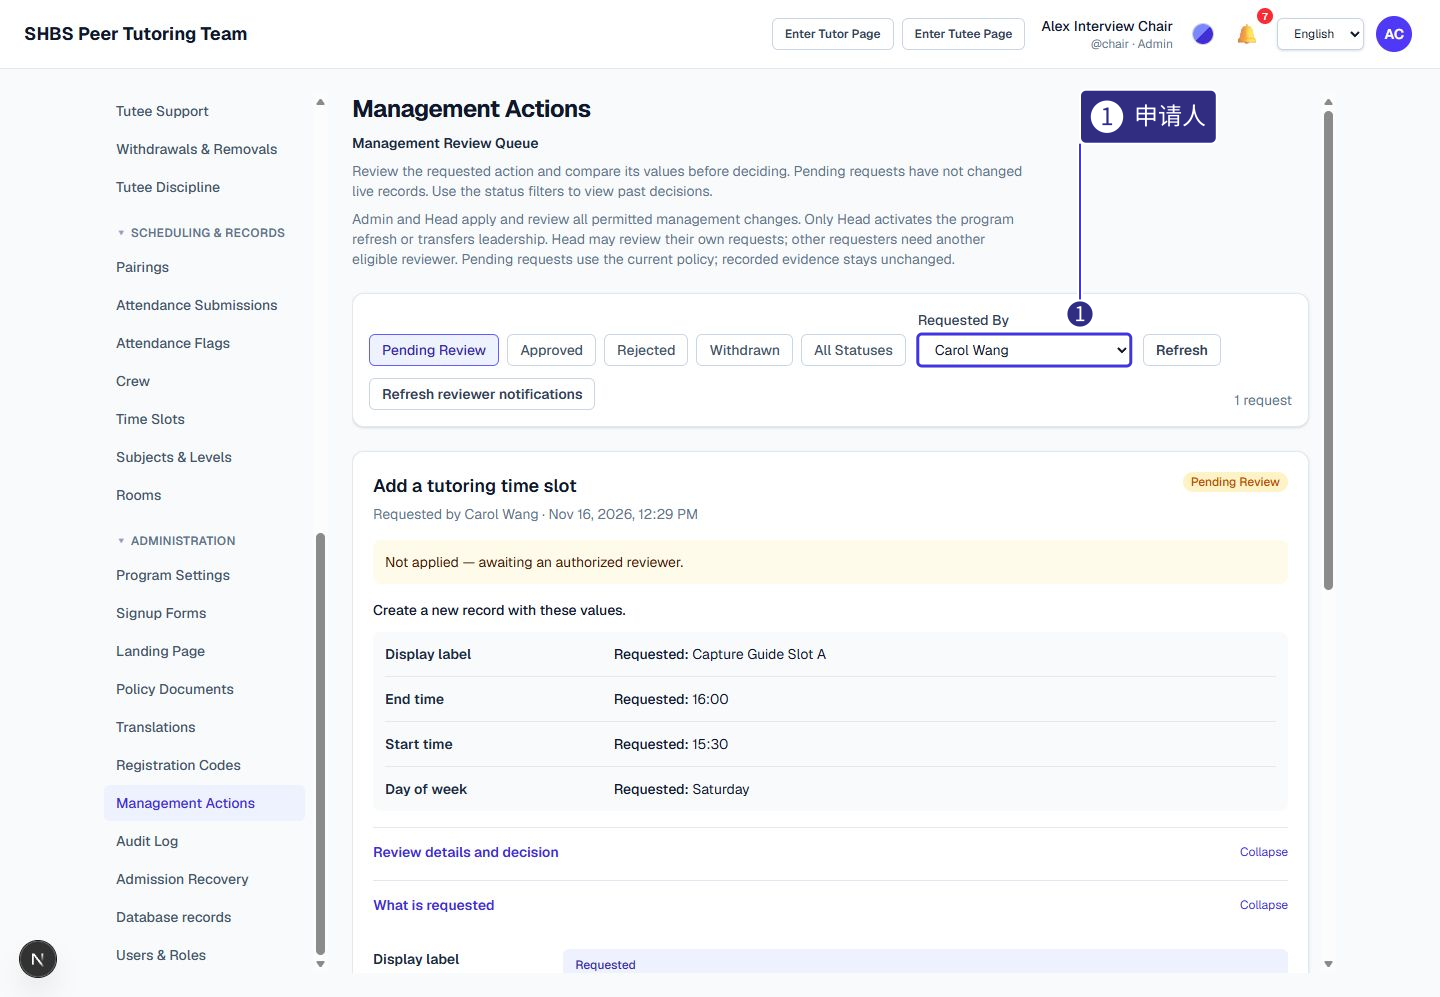 SHBS Peer Tutoring Team
Enter Tutor Page
Enter Tutee Page
Alex Interview Chair
@chair · Admin
7
English
AC
Tutee Support
Withdrawals & Removals
Tutee Discipline
SCHEDULING & RECORDS
Pairings
Attendance Submissions
Attendance Flags
Crew
Time Slots
Subjects & Levels
Rooms
ADMINISTRATION
Program Settings
Signup Forms
Landing Page
Policy Documents
Translations
Registration Codes
Management Actions
Audit Log
Admission Recovery
Database records
Users & Roles
N
Management Actions
1 申请人
Management Review Queue
Review the requested action and compare its values before deciding. Pending requests have not changed
live records. Use the status filters to view past decisions.
Admin and Head apply and review all permitted management changes. Only Head activates the program
refresh or transfers leadership. Head may review their own requests; other requesters need another
eligible reviewer. Pending requests use the current policy; recorded evidence stays unchanged.
1
Requested By
Pending Review
Approved
Rejected
Withdrawn
All Statuses
Carol Wang
Refresh
Refresh reviewer notifications
1 request
Add a tutoring time slot
Pending Review
Requested by Carol Wang · Nov 16, 2026, 12:29 PM
Not applied — awaiting an authorized reviewer.
Create a new record with these values.
Display label
Requested: Capture Guide Slot A
End time
Requested: 16:00
Start time
Requested: 15:30
Day of week
Requested: Saturday
Review details and decision
Collapse
What is requested
Collapse
Display label
Requested